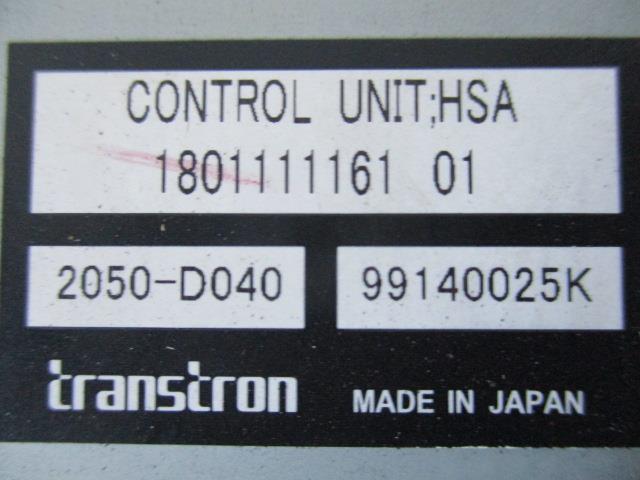 CONTROL UNIT;HSA
1801111161 01
2050-D040 99140025K
transtron MADE IN JAPAN